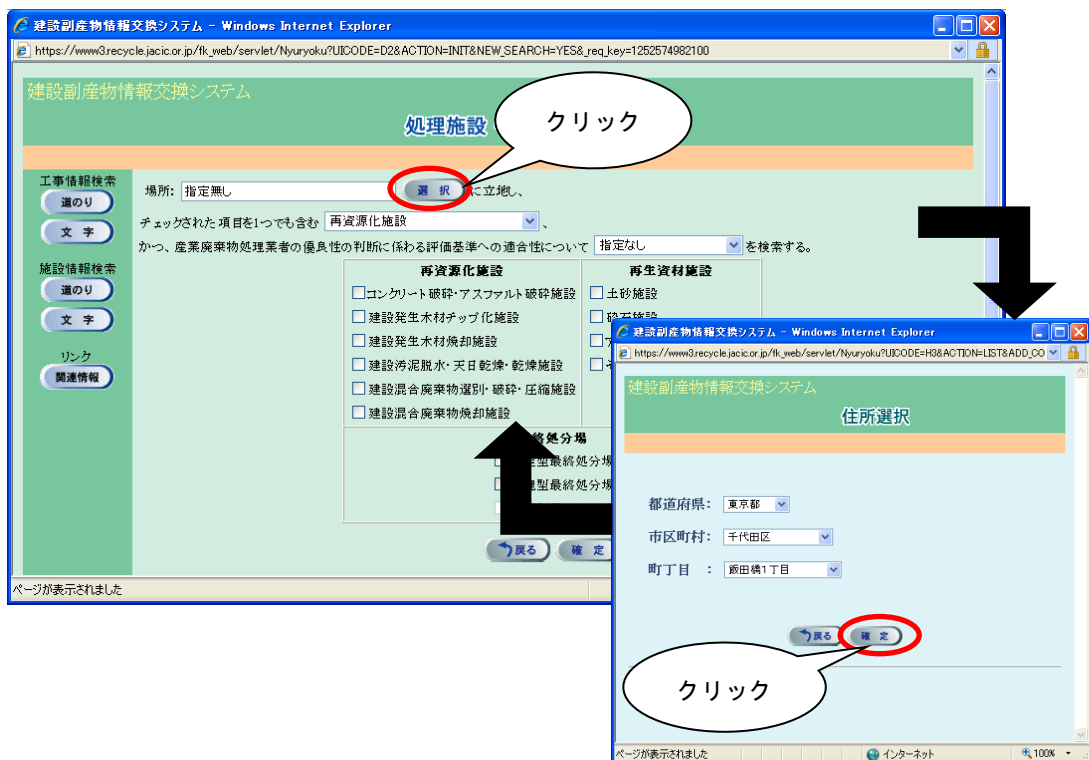 建設副産物情報交換システム - Windows Internet Explorer
https://www3.recycle.jacic.or.jp/fk_web/servlet/Nyuryoku?UICODE=D2&ACTION=INIT&NEW_SEARCH=YES&_req_key=1252574982100
建設副産物情報交換システム
処理施設
クリック
工事情報検索
道のり
文 字
施設情報検索
道のり
文 字
リンク
関連情報
場所: 指定無し 選 択 に立地し、
チェックされた項目を1つでも含む 再資源化施設 、
かつ、産業廃棄物処理業者の優良性の判断に係わる評価基準への適合性について 指定なし を検索する。
再資源化施設
コンクリート破砕・アスファルト破砕施設
建設発生木材チップ化施設
建設発生木材焼却施設
建設汚泥脱水・天日乾燥・乾燥施設
建設混合廃棄物選別・破砕・圧縮施設
建設混合廃棄物焼却施設
再生資材施設
土砂施設
終処分場
型最終処分場
型最終処分場
戻る 確 定
ページが表示されました
建設副産物情報交換システム - Windows Internet Explorer
https://www3.recycle.jacic.or.jp/fk_web/servlet/Nyuryoku?UICODE=H3&ACTION=LIST&ADD_CO
建設副産物情報交換システム
住所選択
都道府県: 東京都
市区町村: 千代田区
町丁目 : 飯田橋1丁目
戻る 確 定
クリック
ページが表示されました インターネット 100%